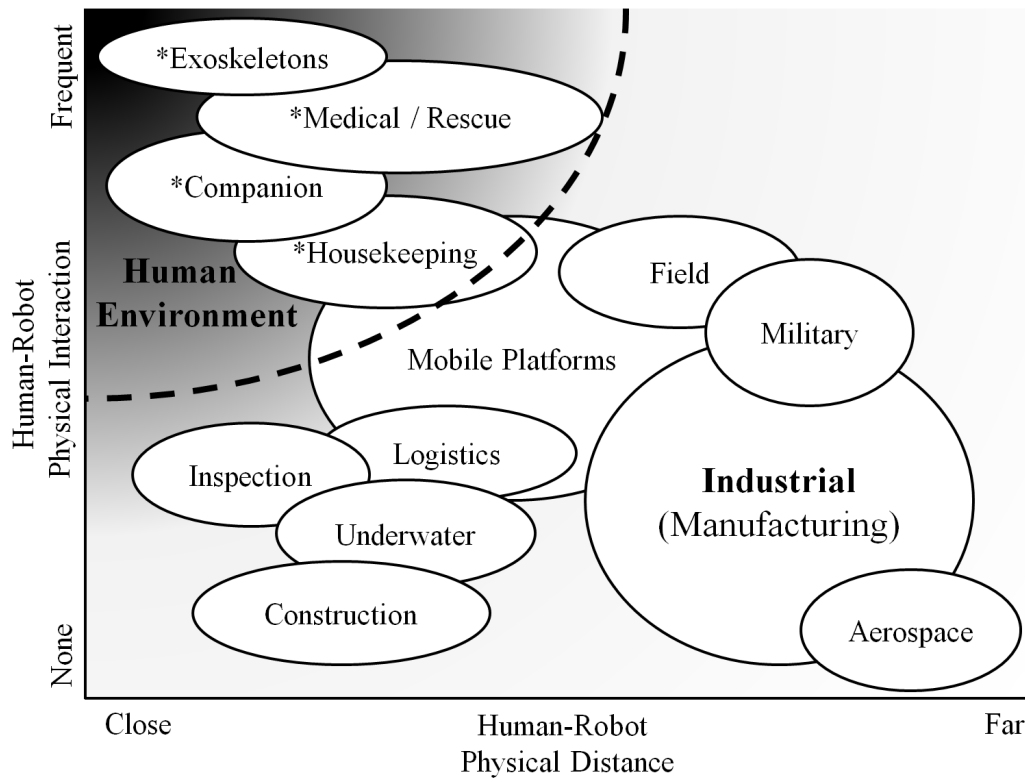 Frequent
Human-Robot
Physical Interaction
None
*Exoskeletons
*Medical / Rescue
*Companion
*Housekeeping
Human
Environment
Field
Military
Mobile Platforms
Logistics
Inspection
Industrial
(Manufacturing)
Underwater
Construction
Aerospace
Close
Human-Robot
Physical Distance
Far